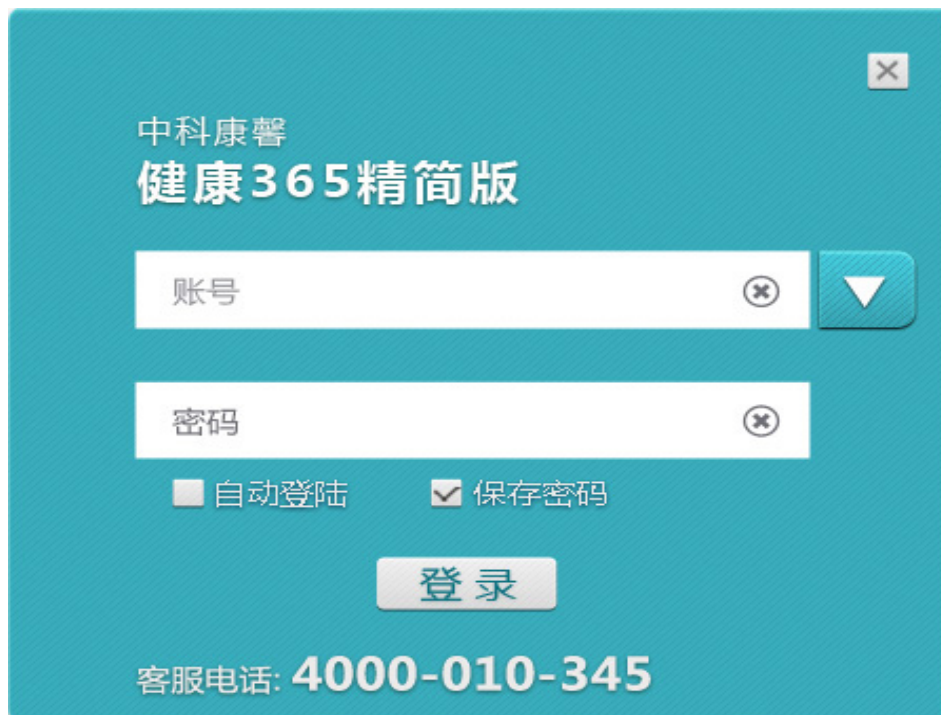 中科康馨
健康365精简版
账号
密码
自动登陆 保存密码
登录
客服电话: 4000-010-345